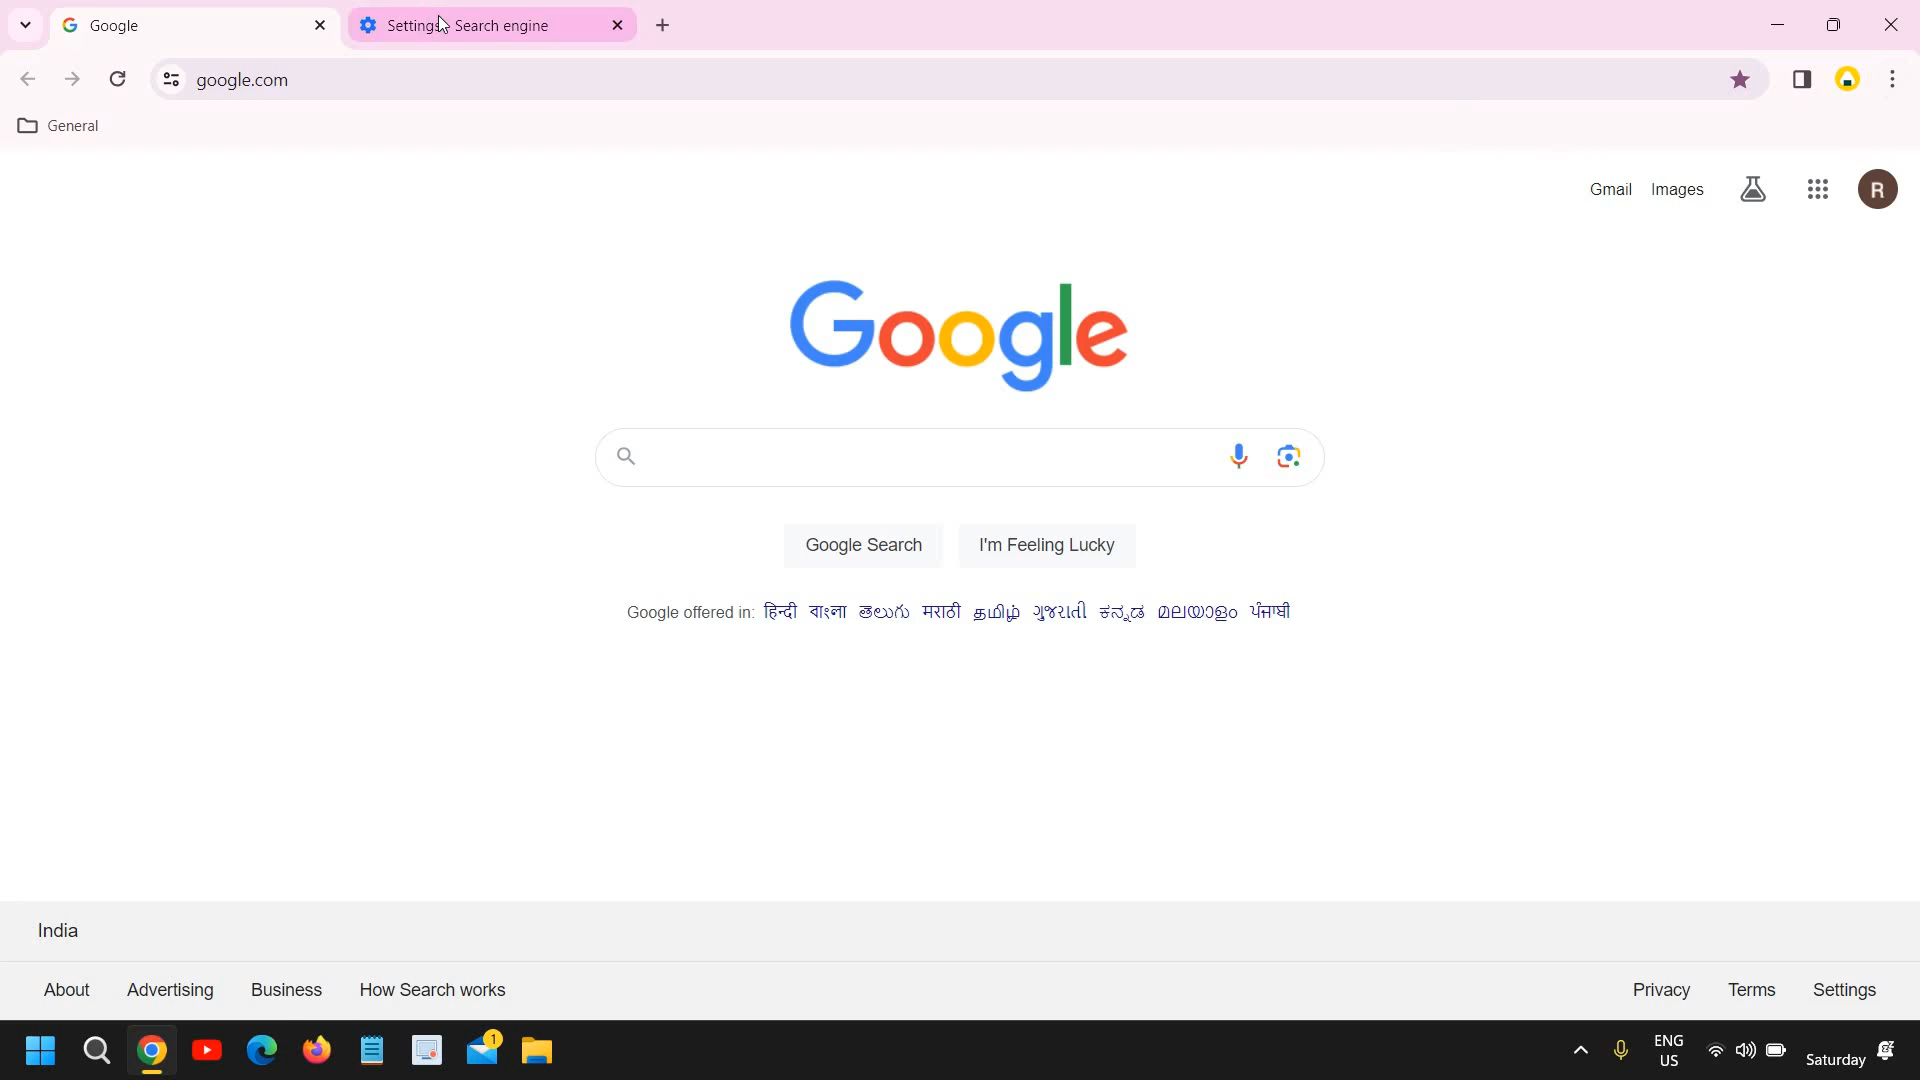 Google
Settings Search engine
google.com
General
Gmail Images
R
Google
Google Search
I'm Feeling Lucky
Google offered in: हिन्दी বাংলা తెలుగు मराठी தமிழ் ગુજરાતી ಕನ್ನಡ മലയാളം ਪੰਜਾਬੀ
India
About Advertising Business How Search works
Privacy Terms Settings
1
ENG
US
Saturday